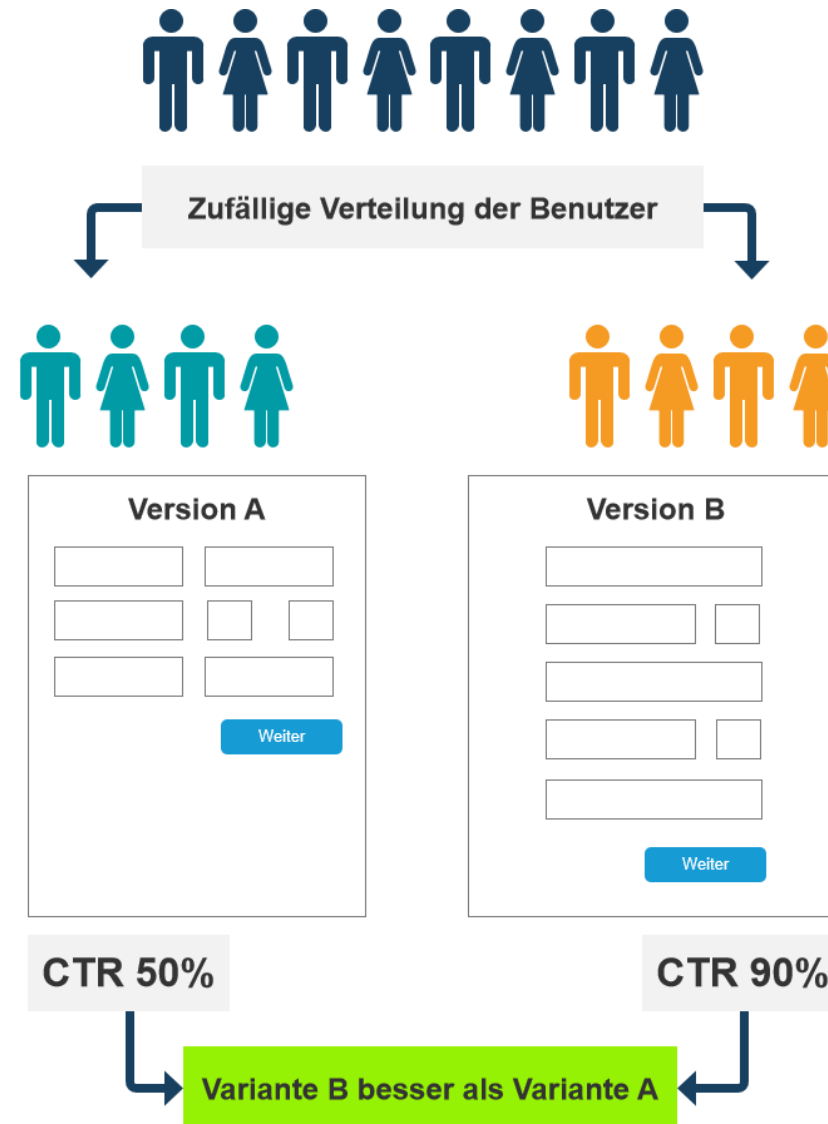 Zufällige Verteilung der Benutzer
Version A
Version B
Weiter
Weiter
CTR 50%
CTR 90%
Variante B besser als Variante A